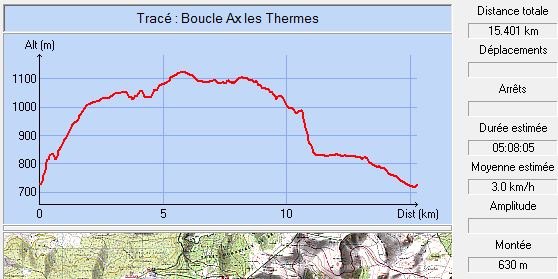 Tracé : Boucle Ax les Thermes
Alt (m)
1100
1000
900
800
700
0
5
10
Dist (km)
Distance totale
15.401 km
Déplacements
Arrêts
Durée estimée
05:08:05
Moyenne estimée
3.0 km/h
Amplitude
Montée
630 m